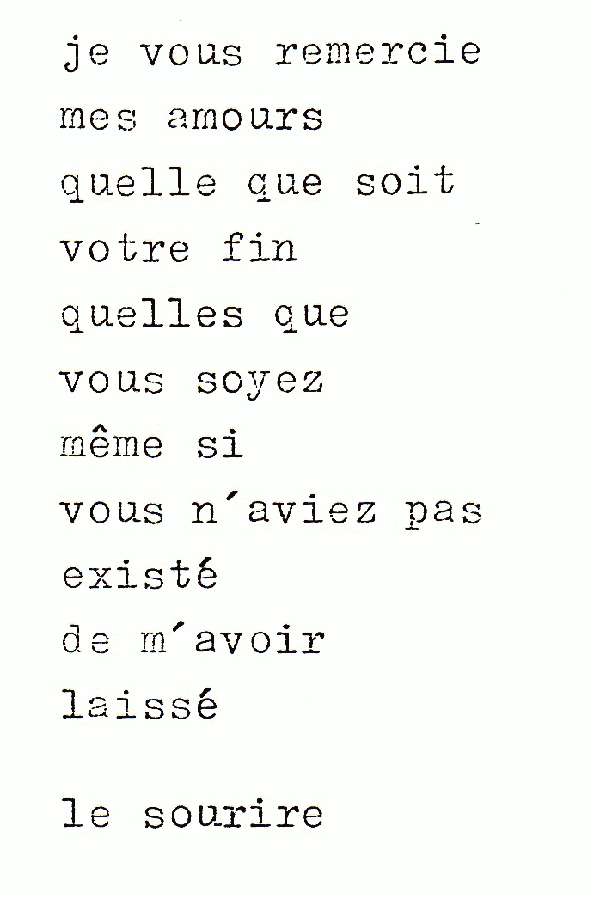 je vous remercie
mes amours
quelle que soit
votre fin
quelles que
vous soyez
même si
vous n'aviez pas
existé
de m'avoir
laissé
le sourire